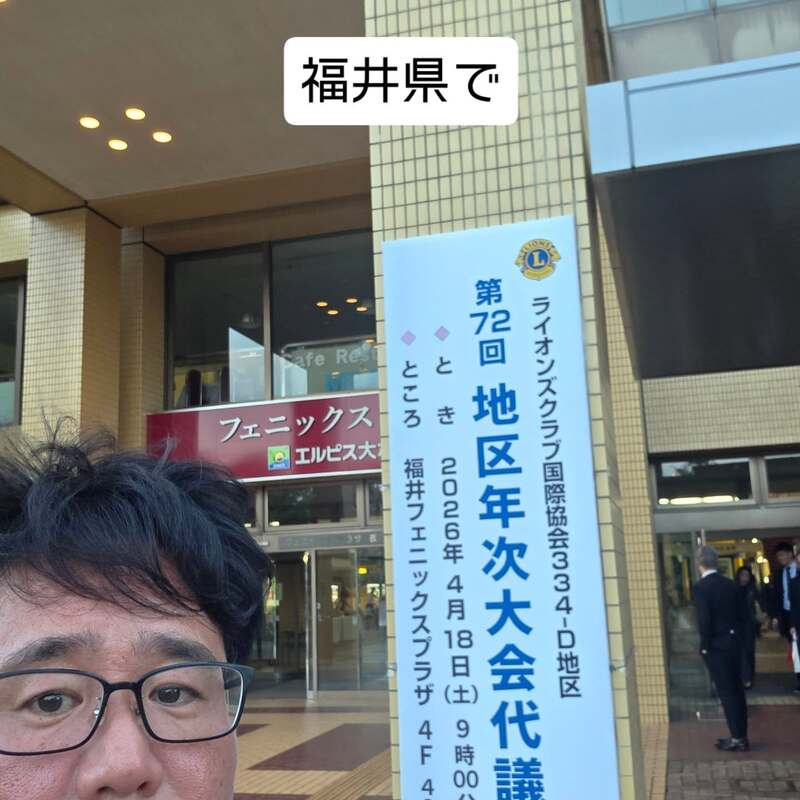 福井県で
LIONS
L
ライオンズクラブ国際協会334-D地区
第72回 地区年次大会代議
◆とき 2026年4月18日(土) 9時00分
◆ところ 福井フェニックスプラザ 4F
Cafe Rest
フェニックス
エルピス大